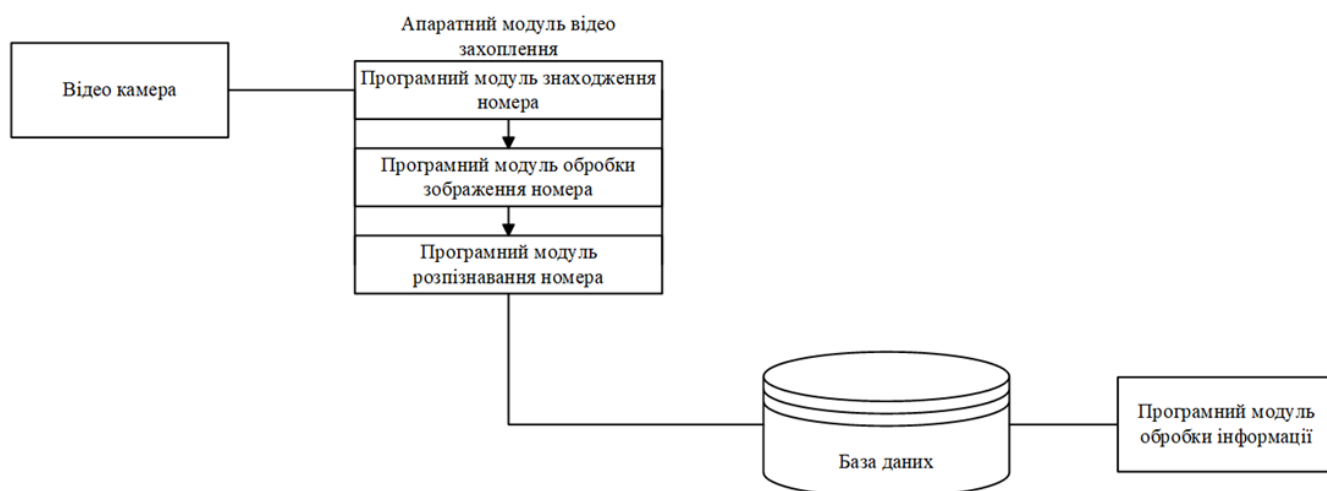 Апаратний модуль відео
захоплення
Відео камера
Програмний модуль знаходження
номера
Програмний модуль обробки
зображення номера
Програмний модуль
розпізнавання номера
База даних
Програмний модуль
обробки інформації